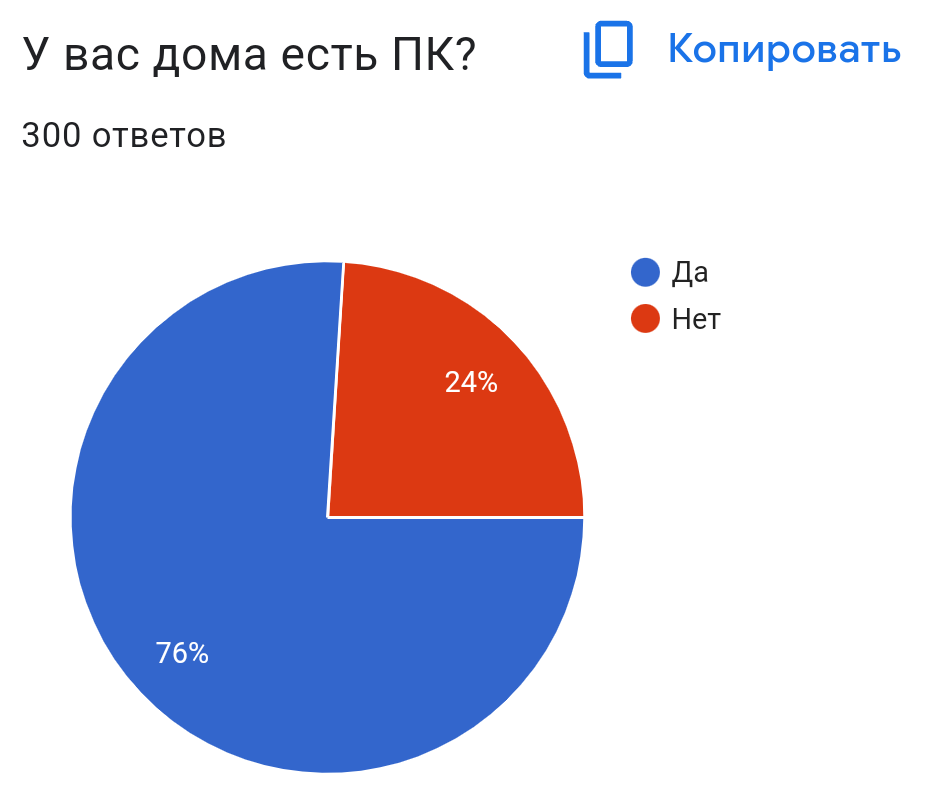 У вас дома есть ПК?
Копировать
300 ответов
Да
Нет
24%
76%